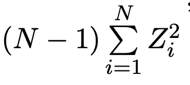 (N − 1) ∑_{i=1}^{N} Z_i^2